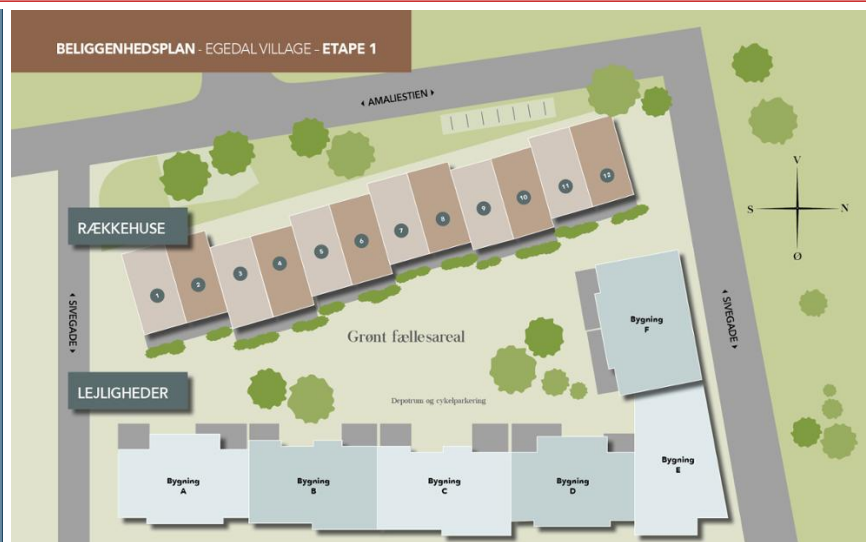 BELIGGENHEDSPLAN - EGEDAL VILLAGE - ETAPE 1
AMALIESTIEN
V
S
N
Ø
RÆKKEHUSE
1
2
3
4
5
6
7
8
9
10
11
12
SIVEGADE
SIVEGADE
Bygning
F
Grønt fællesareal
LEJLIGHEDER
Depotrum og cykelparkering
Bygning
A
Bygning
B
Bygning
C
Bygning
D
Bygning
E